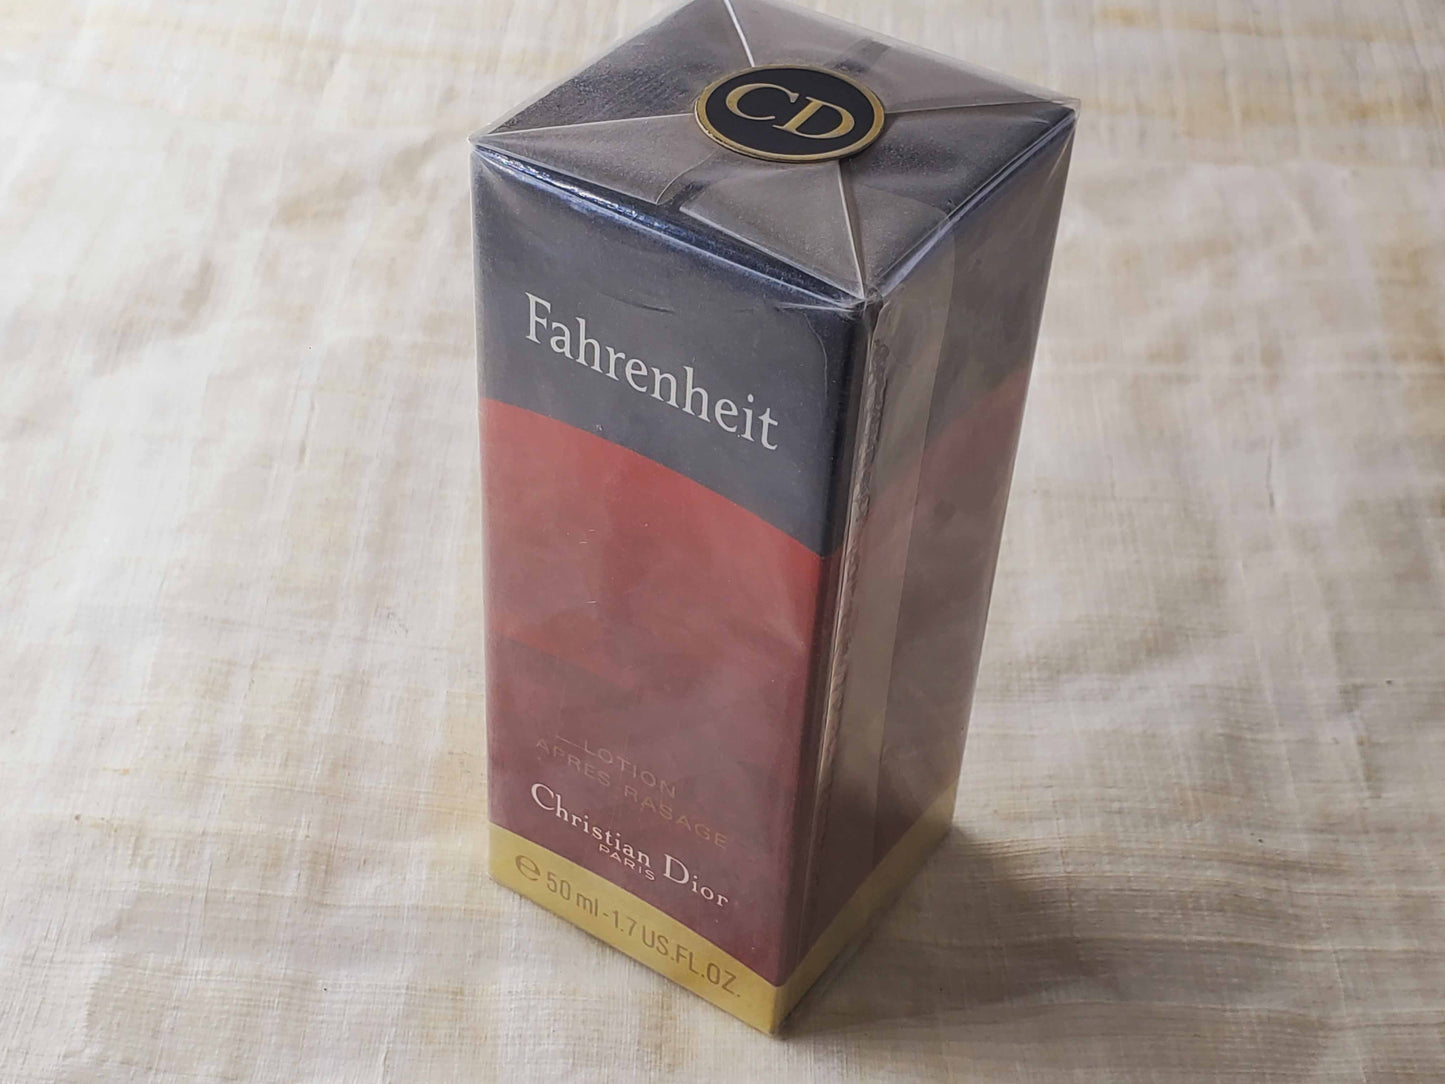 CD
Fahrenheit
LOTION
APRÈS RASAGE
Christian Dior
PARIS
℮ 50 ml - 1.7 US.FL.OZ.